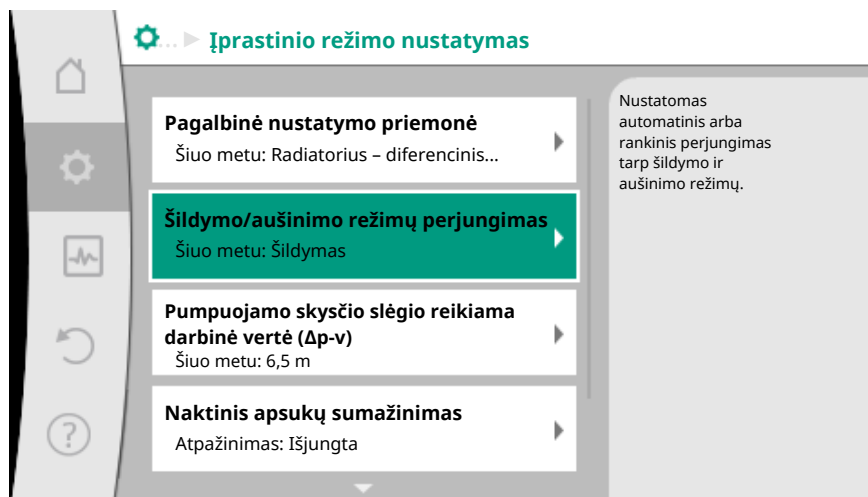 ... Įprastinio režimo nustatymas
Pagalbinė nustatymo priemonė
Šiuo metu: Radiatorius – diferencinis...
Šildymo/aušinimo režimų perjungimas
Šiuo metu: Šildymas
Pumpuojamo skysčio slėgio reikiama
darbinė vertė (Δp-v)
Šiuo metu: 6,5 m
Naktinis apsukų sumažinimas
Atpažinimas: Išjungta
Nustatomas
automatinis arba
rankinis perjungimas
tarp šildymo ir
aušinimo režimų.
?